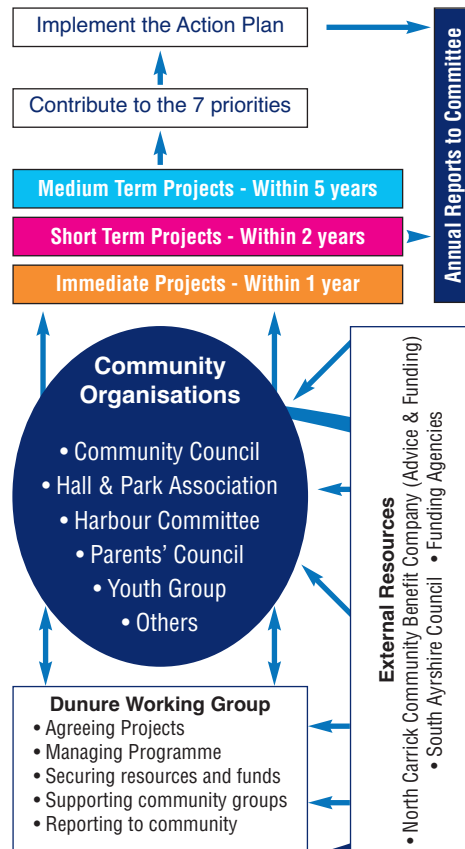 Implement the Action Plan
Contribute to the 7 priorities
Medium Term Projects - Within 5 years
Short Term Projects - Within 2 years
Immediate Projects - Within 1 year
Annual Reports to Committee
Community
Organisations
• Community Council
• Hall & Park Association
• Harbour Committee
• Parents' Council
• Youth Group
• Others
Dunure Working Group
• Agreeing Projects
• Managing Programme
• Securing resources and funds
• Supporting community groups
• Reporting to community
External Resources
• North Carrick Community Benefit Company (Advice & Funding)
• South Ayrshire Council • Funding Agencies